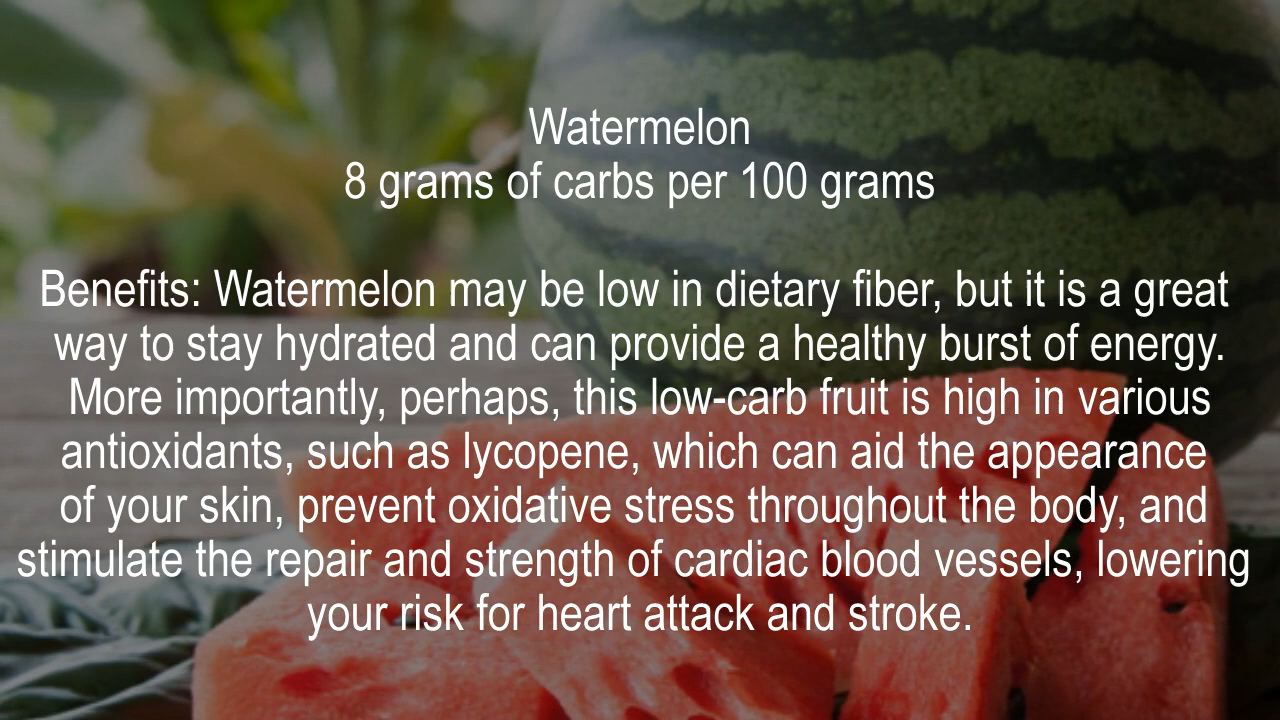 Watermelon
8 grams of carbs per 100 grams
Benefits: Watermelon may be low in dietary fiber, but it is a great
way to stay hydrated and can provide a healthy burst of energy.
More importantly, perhaps, this low-carb fruit is high in various
antioxidants, such as lycopene, which can aid the appearance
of your skin, prevent oxidative stress throughout the body, and
stimulate the repair and strength of cardiac blood vessels, lowering
your risk for heart attack and stroke.